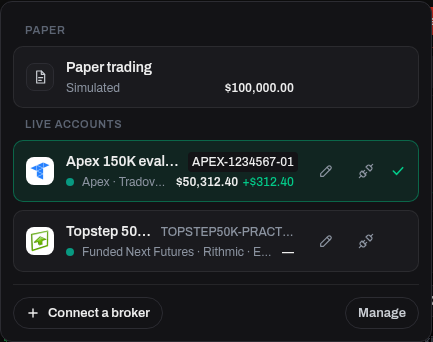 PAPER
Paper trading
Simulated $100,000.00
LIVE ACCOUNTS
Apex 150K eval... APEX-1234567-01
Apex · Tradov... $50,312.40 +$312.40
Topstep 50... TOPSTEP50K-PRACT...
Funded Next Futures · Rithmic · E... —
+ Connect a broker Manage